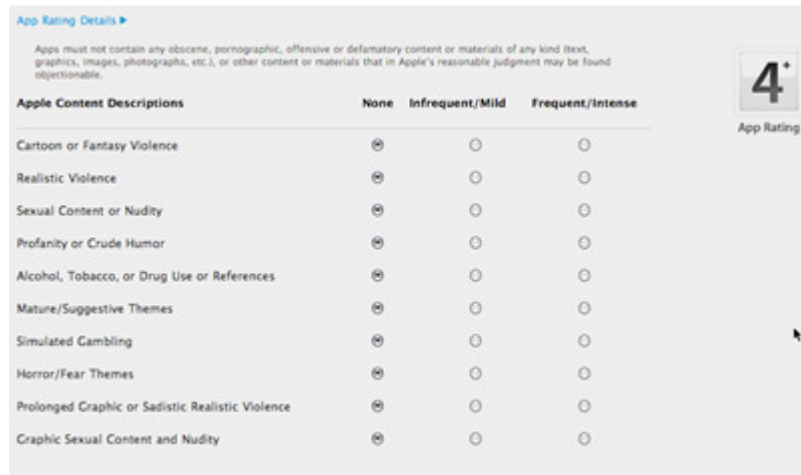 App Rating Details ▶
Apps must not contain any obscene, pornographic, offensive or defamatory content or materials of any kind (text,
graphics, images, photographs, etc.), or other content or materials that in Apple's reasonable judgment may be found
objectionable.
Apple Content Descriptions None Infrequent/Mild Frequent/Intense
4+
App Rating
Cartoon or Fantasy Violence
Realistic Violence
Sexual Content or Nudity
Profanity or Crude Humor
Alcohol, Tobacco, or Drug Use or References
Mature/Suggestive Themes
Simulated Gambling
Horror/Fear Themes
Prolonged Graphic or Sadistic Realistic Violence
Graphic Sexual Content and Nudity